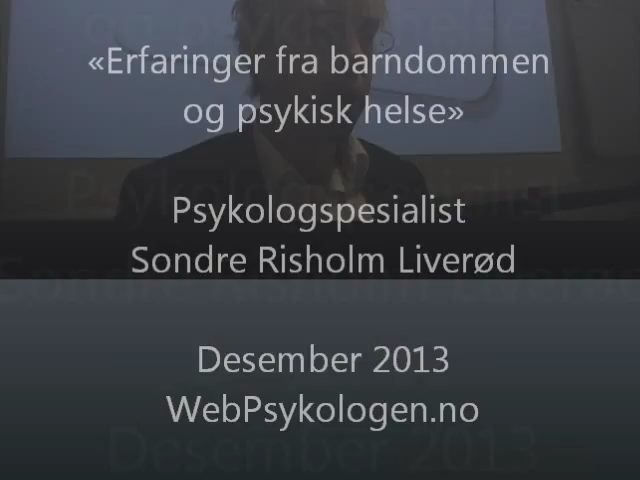 «Erfaringer fra barndommen
og psykisk helse»
Psykologspesialist
Sondre Risholm Liverød
Desember 2013
WebPsykologen.no